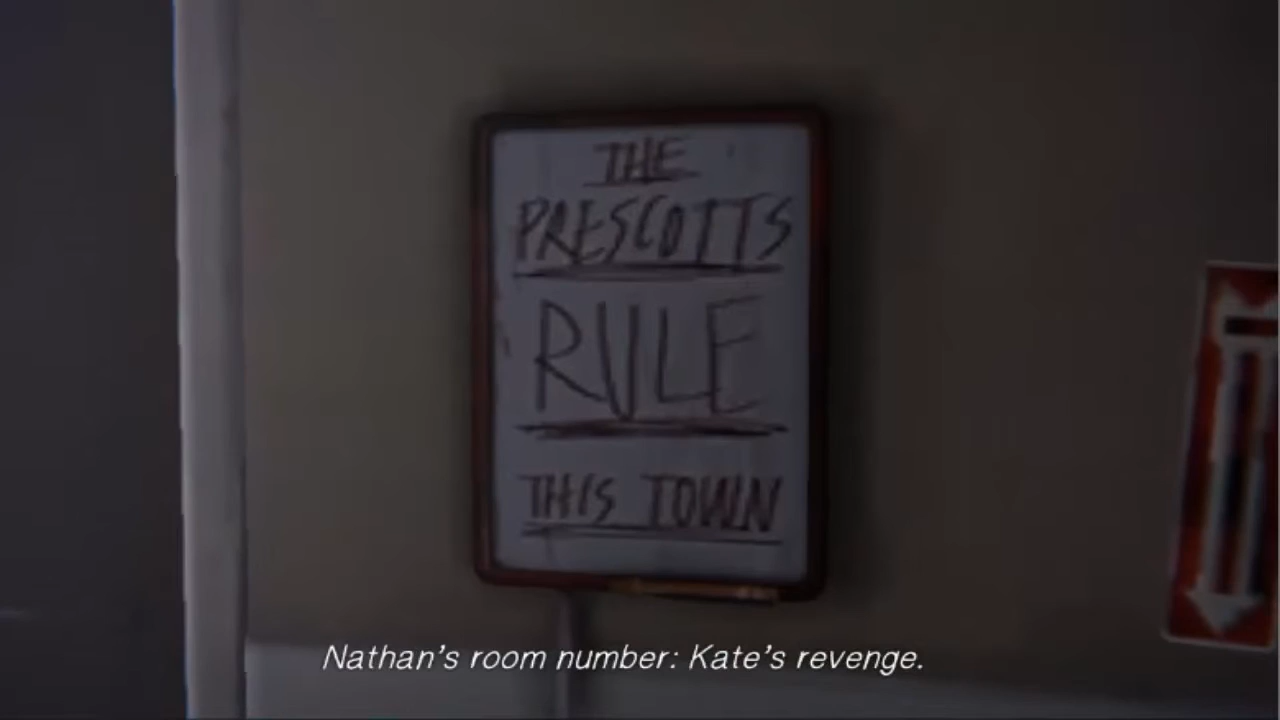 THE
PRESCOTTS
RULE
THIS TOWN
Nathan's room number: Kate's revenge.